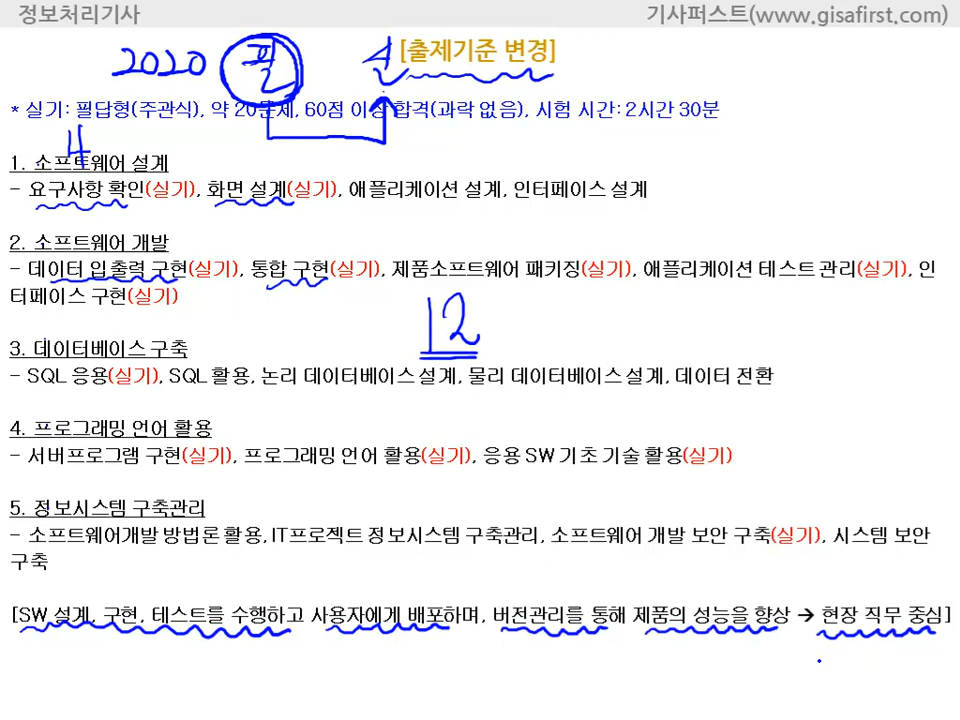 정보처리기사 기사퍼스트(www.gisafirst.com)
2020 필 [출제기준 변경]
* 실기: 필답형(주관식), 약 20문제, 60점 이상 합격(과락 없음), 시험 시간: 2시간 30분
1. 소프트웨어 설계
- 요구사항 확인(실기), 화면 설계(실기), 애플리케이션 설계, 인터페이스 설계
2. 소프트웨어 개발
- 데이터 입출력 구현(실기), 통합 구현(실기), 제품소프트웨어 패키징(실기), 애플리케이션 테스트 관리(실기), 인
터페이스 구현(실기)
12
3. 데이터베이스 구축
- SQL 응용(실기), SQL 활용, 논리 데이터베이스 설계, 물리 데이터베이스 설계, 데이터 전환
4. 프로그래밍 언어 활용
- 서버프로그램 구현(실기), 프로그래밍 언어 활용(실기), 응용 SW 기초 기술 활용(실기)
5. 정보시스템 구축관리
- 소프트웨어개발 방법론 활용, IT프로젝트 정보시스템 구축관리, 소프트웨어 개발 보안 구축(실기), 시스템 보안
구축
[SW 설계, 구현, 테스트를 수행하고 사용자에게 배포하며, 버전관리를 통해 제품의 성능을 향상 → 현장 직무 중심]